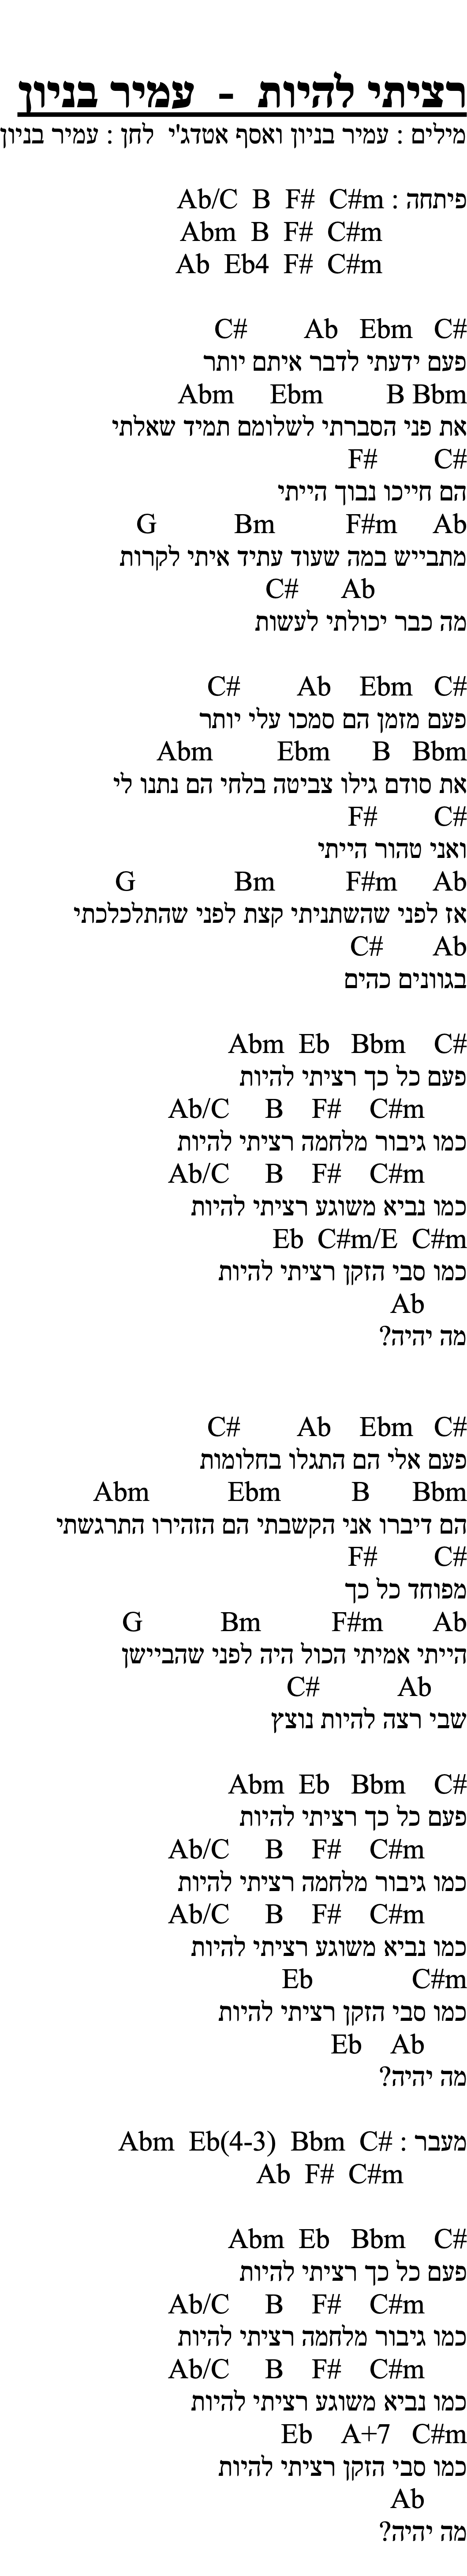 רציתי להיות - עמיר בניון
מילים : עמיר בניון ואסף אטדג'י לחן : עמיר בניון
פיתחה : Ab/C B F# C#m
Abm B F# C#m
Ab Eb4 F# C#m
C# Ab Ebm C#
פעם ידעתי לדבר איתם יותר
Abm Ebm B Bbm
את פני הסברתי לשלומם תמיד שאלתי
F# C#
הם חייכו נבוך הייתי
G Bm F#m Ab
מתבייש במה שעוד עתיד איתי לקרות
C# Ab
מה כבר יכולתי לעשות
C# Ab Ebm C#
פעם מזמן הם סמכו עלי יותר
Abm Ebm B Bbm
את סודם גילו צביטה בלחי הם נתנו לי
F# C#
ואני טהור הייתי
G Bm F#m Ab
אז לפני שהשתניתי קצת לפני שהתלכלכתי
C# Ab
בגוונים כהים
Abm Eb Bbm C#
פעם כל כך רציתי להיות
Ab/C B F# C#m
כמו גיבור מלחמה רציתי להיות
Ab/C B F# C#m
כמו נביא משוגע רציתי להיות
Eb C#m/E C#m
כמו סבי הזקן רציתי להיות
Ab
מה יהיה?
C# Ab Ebm C#
פעם אלי הם התגלו בחלומות
Abm Ebm B Bbm
הם דיברו אני הקשבתי הם הזהירו התרגשתי
F# C#
מפוחד כל כך
G Bm F#m Ab
הייתי אמיתי הכול היה לפני שהביישן
C# Ab
שבי רצה להיות נוצץ
Abm Eb Bbm C#
פעם כל כך רציתי להיות
Ab/C B F# C#m
כמו גיבור מלחמה רציתי להיות
Ab/C B F# C#m
כמו נביא משוגע רציתי להיות
Eb C#m
כמו סבי הזקן רציתי להיות
Eb Ab
מה יהיה?
מעבר : Abm Eb(4-3) Bbm C#
Ab F# C#m
Abm Eb Bbm C#
פעם כל כך רציתי להיות
Ab/C B F# C#m
כמו גיבור מלחמה רציתי להיות
Ab/C B F# C#m
כמו נביא משוגע רציתי להיות
Eb A+7 C#m
כמו סבי הזקן רציתי להיות
Ab
מה יהיה?